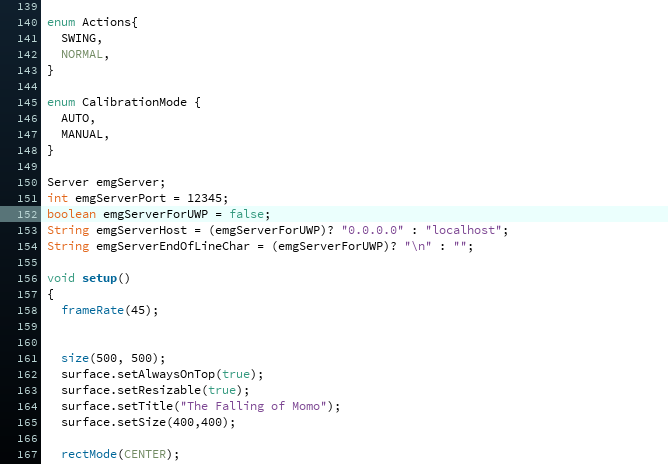 139
140 enum Actions{
141   SWING,
142   NORMAL,
143 }
144
145 enum CalibrationMode {
146   AUTO,
147   MANUAL,
148 }
149
150 Server emgServer;
151 int emgServerPort = 12345;
152 boolean emgServerForUWP = false;
153 String emgServerHost = (emgServerForUWP)? "0.0.0.0" : "localhost";
154 String emgServerEndOfLineChar = (emgServerForUWP)? "\n" : "";
155
156 void setup()
157 {
158   frameRate(45);
159
160
161   size(500, 500);
162   surface.setAlwaysOnTop(true);
163   surface.setResizable(true);
164   surface.setTitle("The Falling of Momo");
165   surface.setSize(400,400);
166
167   rectMode(CENTER);